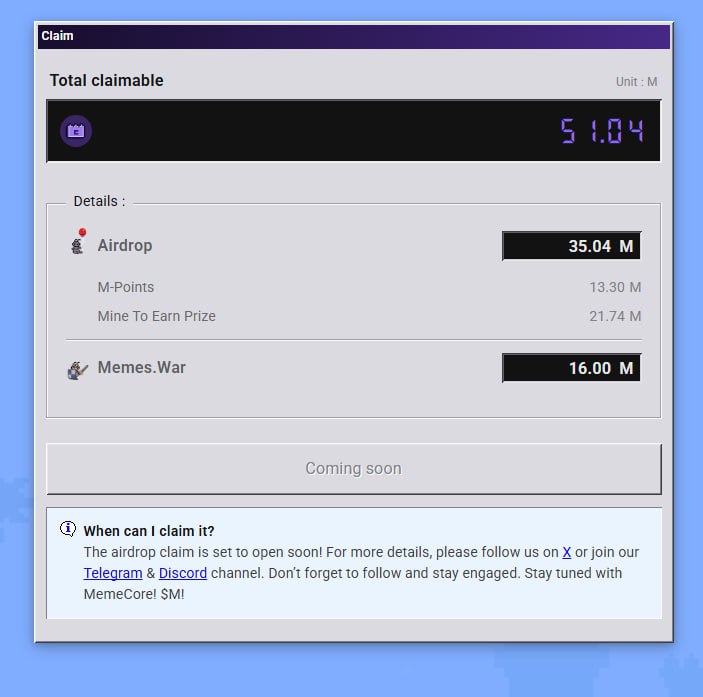 Claim
Total claimable
Unit : M
51.04
Details :
Airdrop
35.04 M
M-Points
13.30 M
Mine To Earn Prize
21.74 M
Memes.War
16.00 M
Coming soon
When can I claim it?
The airdrop claim is set to open soon! For more details, please follow us on X or join our
Telegram & Discord channel. Don’t forget to follow and stay engaged. Stay tuned with
MemeCore! $M!